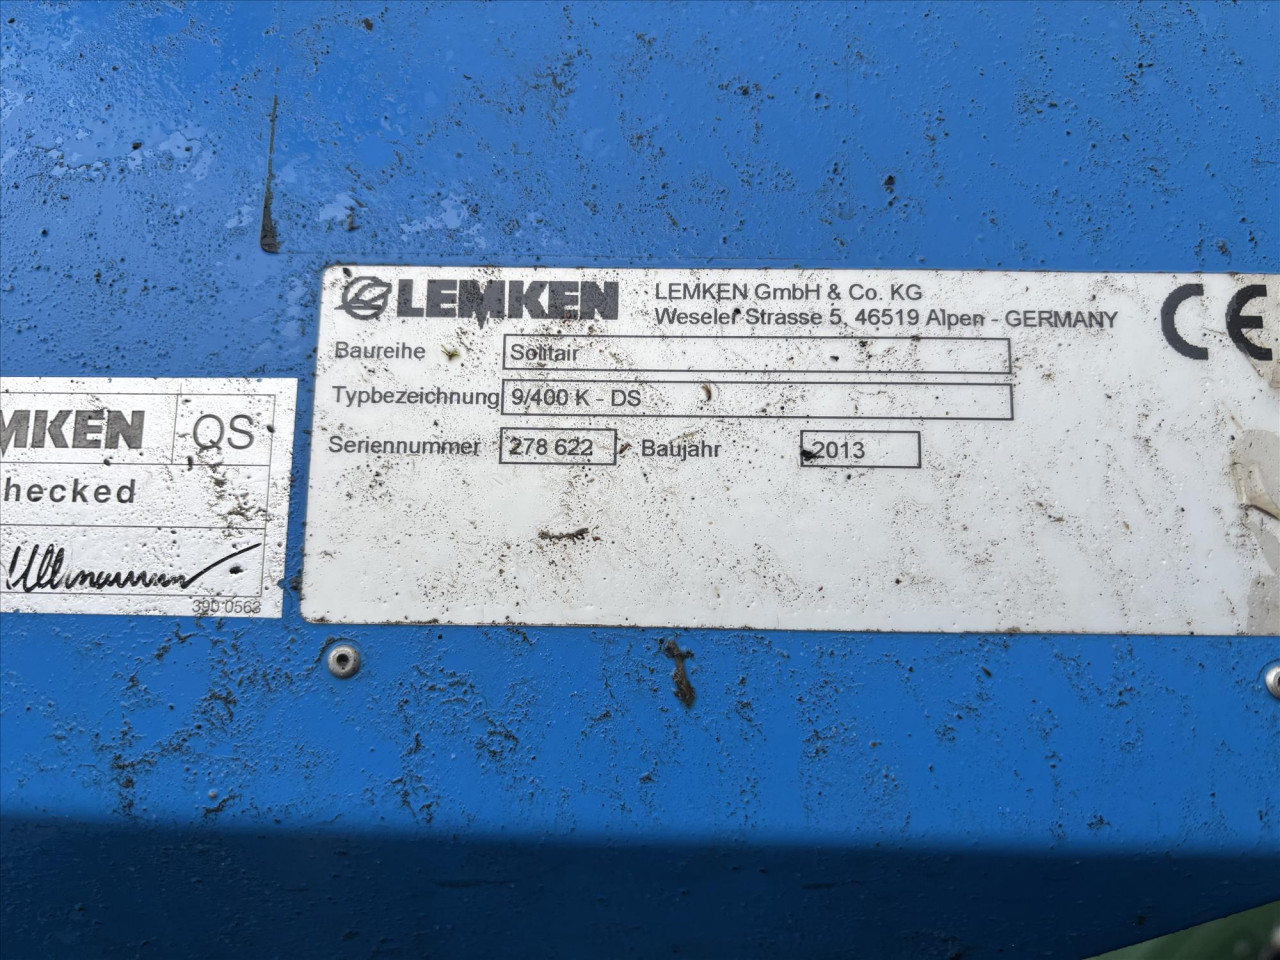 LEMKEN
LEMKEN GmbH & Co. KG
Weseler Strasse 5, 46519 Alpen - GERMANY
CE
Baureihe Solitair
Typbezeichnung 9/400 K - DS
Seriennummer 278 622 Baujahr 2013
MKEN QS
hecked
Ullmann
390 0563